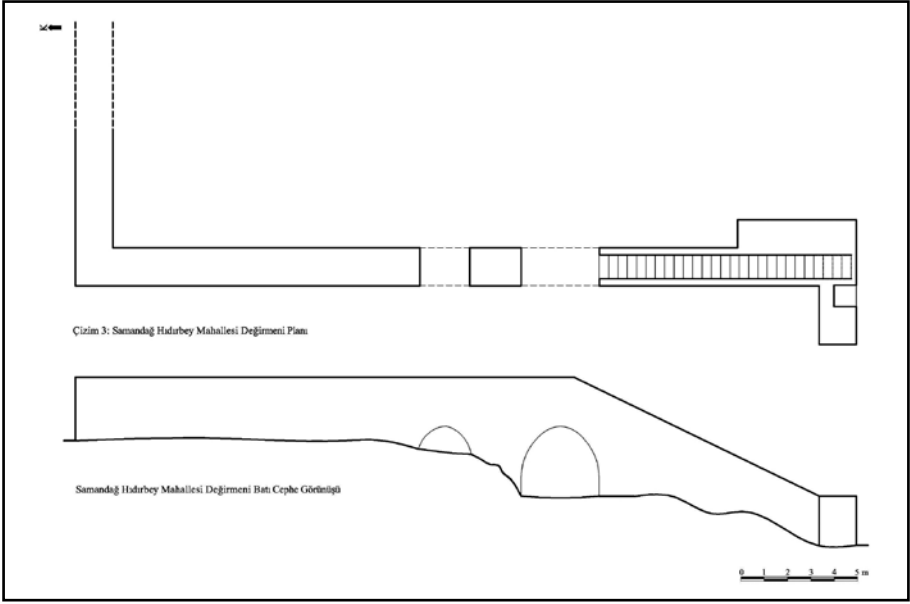 K
Çizim 3: Samandağ Hıdırbey Mahallesi Değirmeni Planı
Samandağ Hıdırbey Mahallesi Değirmeni Batı Cephe Görünüşü
0 1 2 3 4 5 m